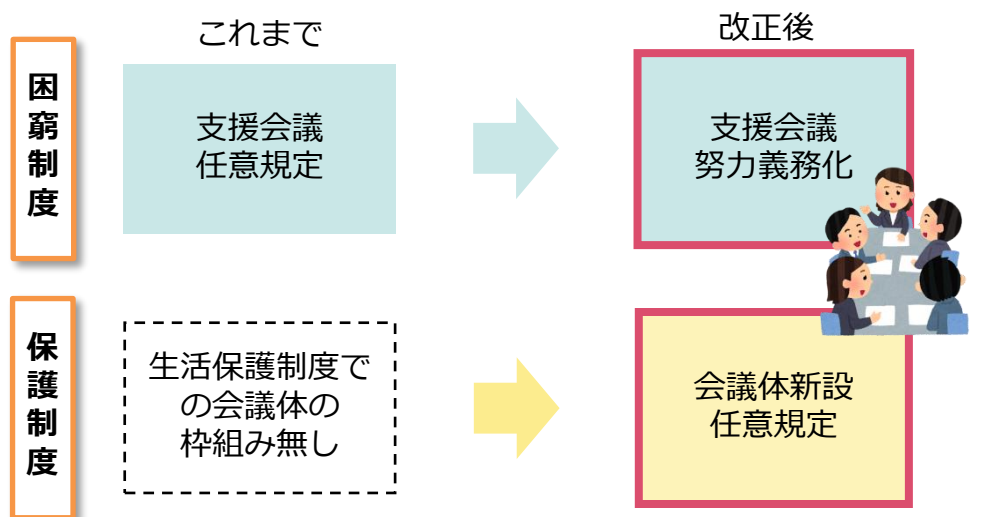 これまで
改正後
困窮制度
支援会議
任意規定
支援会議
努力義務化
保護制度
生活保護制度で
の会議体の
枠組み無し
会議体新設
任意規定